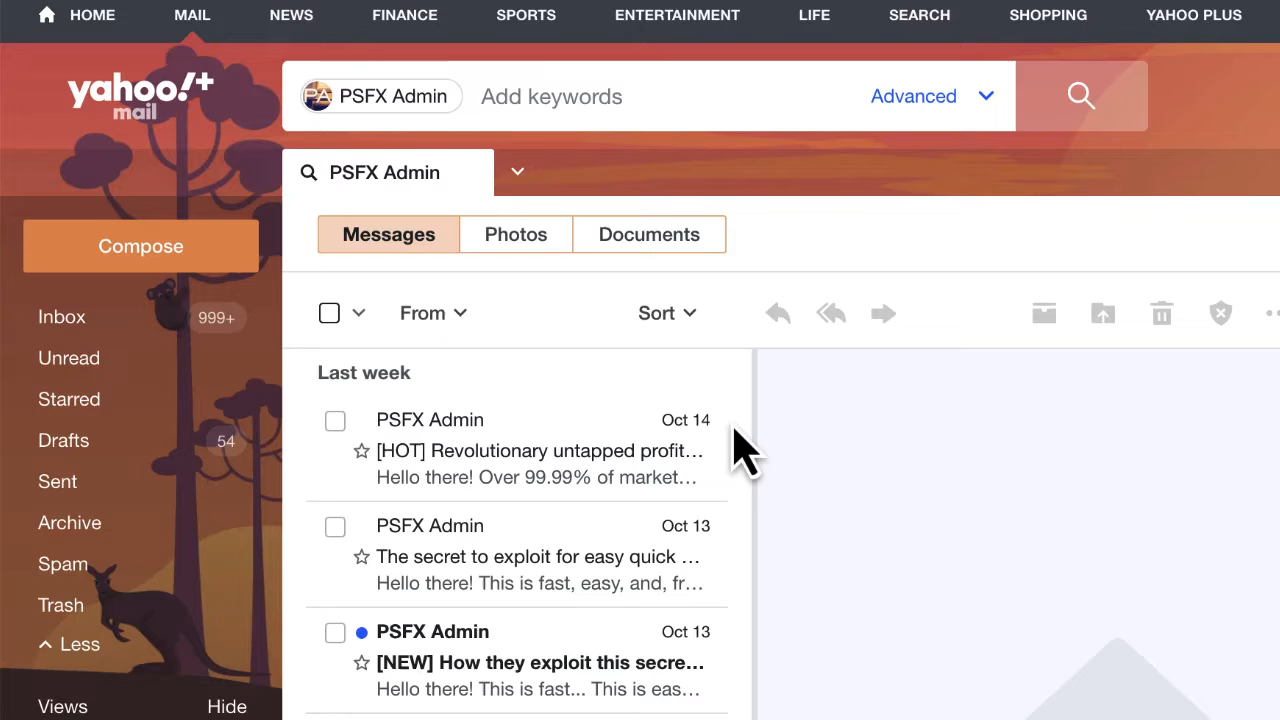 HOME MAIL NEWS FINANCE SPORTS ENTERTAINMENT LIFE SEARCH SHOPPING YAHOO PLUS
yahoo!+
mail
PA PSFX Admin Add keywords Advanced
PSFX Admin
Compose
Messages Photos Documents
Inbox 999+
Unread
Starred
Drafts 54
Sent
Archive
Spam
Trash
Less
Views Hide
From Sort
Last week
PSFX Admin Oct 14
[HOT] Revolutionary untapped profit…
Hello there! Over 99.99% of market…
PSFX Admin Oct 13
The secret to exploit for easy quick …
Hello there! This is fast, easy, and, fr…
PSFX Admin Oct 13
[NEW] How they exploit this secre…
Hello there! This is fast... This is eas…